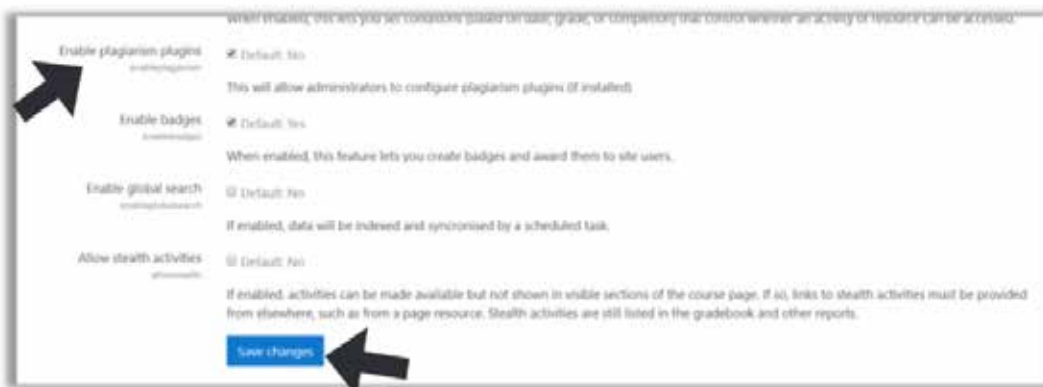 When enabled, this lets you set conditions (based on date, grade, or completion) that control whether an activity or resource can be accessed.
Enable plagiarism plugins
enableplagiarism
Default: No
This will allow administrators to configure plagiarism plugins (if installed)
Enable badges
enablebadges
Default: Yes
When enabled, this feature lets you create badges and award them to site users.
Enable global search
enableglobalsearch
Default: No
If enabled, data will be indexed and syncronised by a scheduled task.
Allow stealth activities
allowstealth
Default: No
If enabled, activities can be made available but not shown in visible sections of the course page. If so, links to stealth activities must be provided
from elsewhere, such as from a page resource. Stealth activities are still listed in the gradebook and other reports.
Save changes